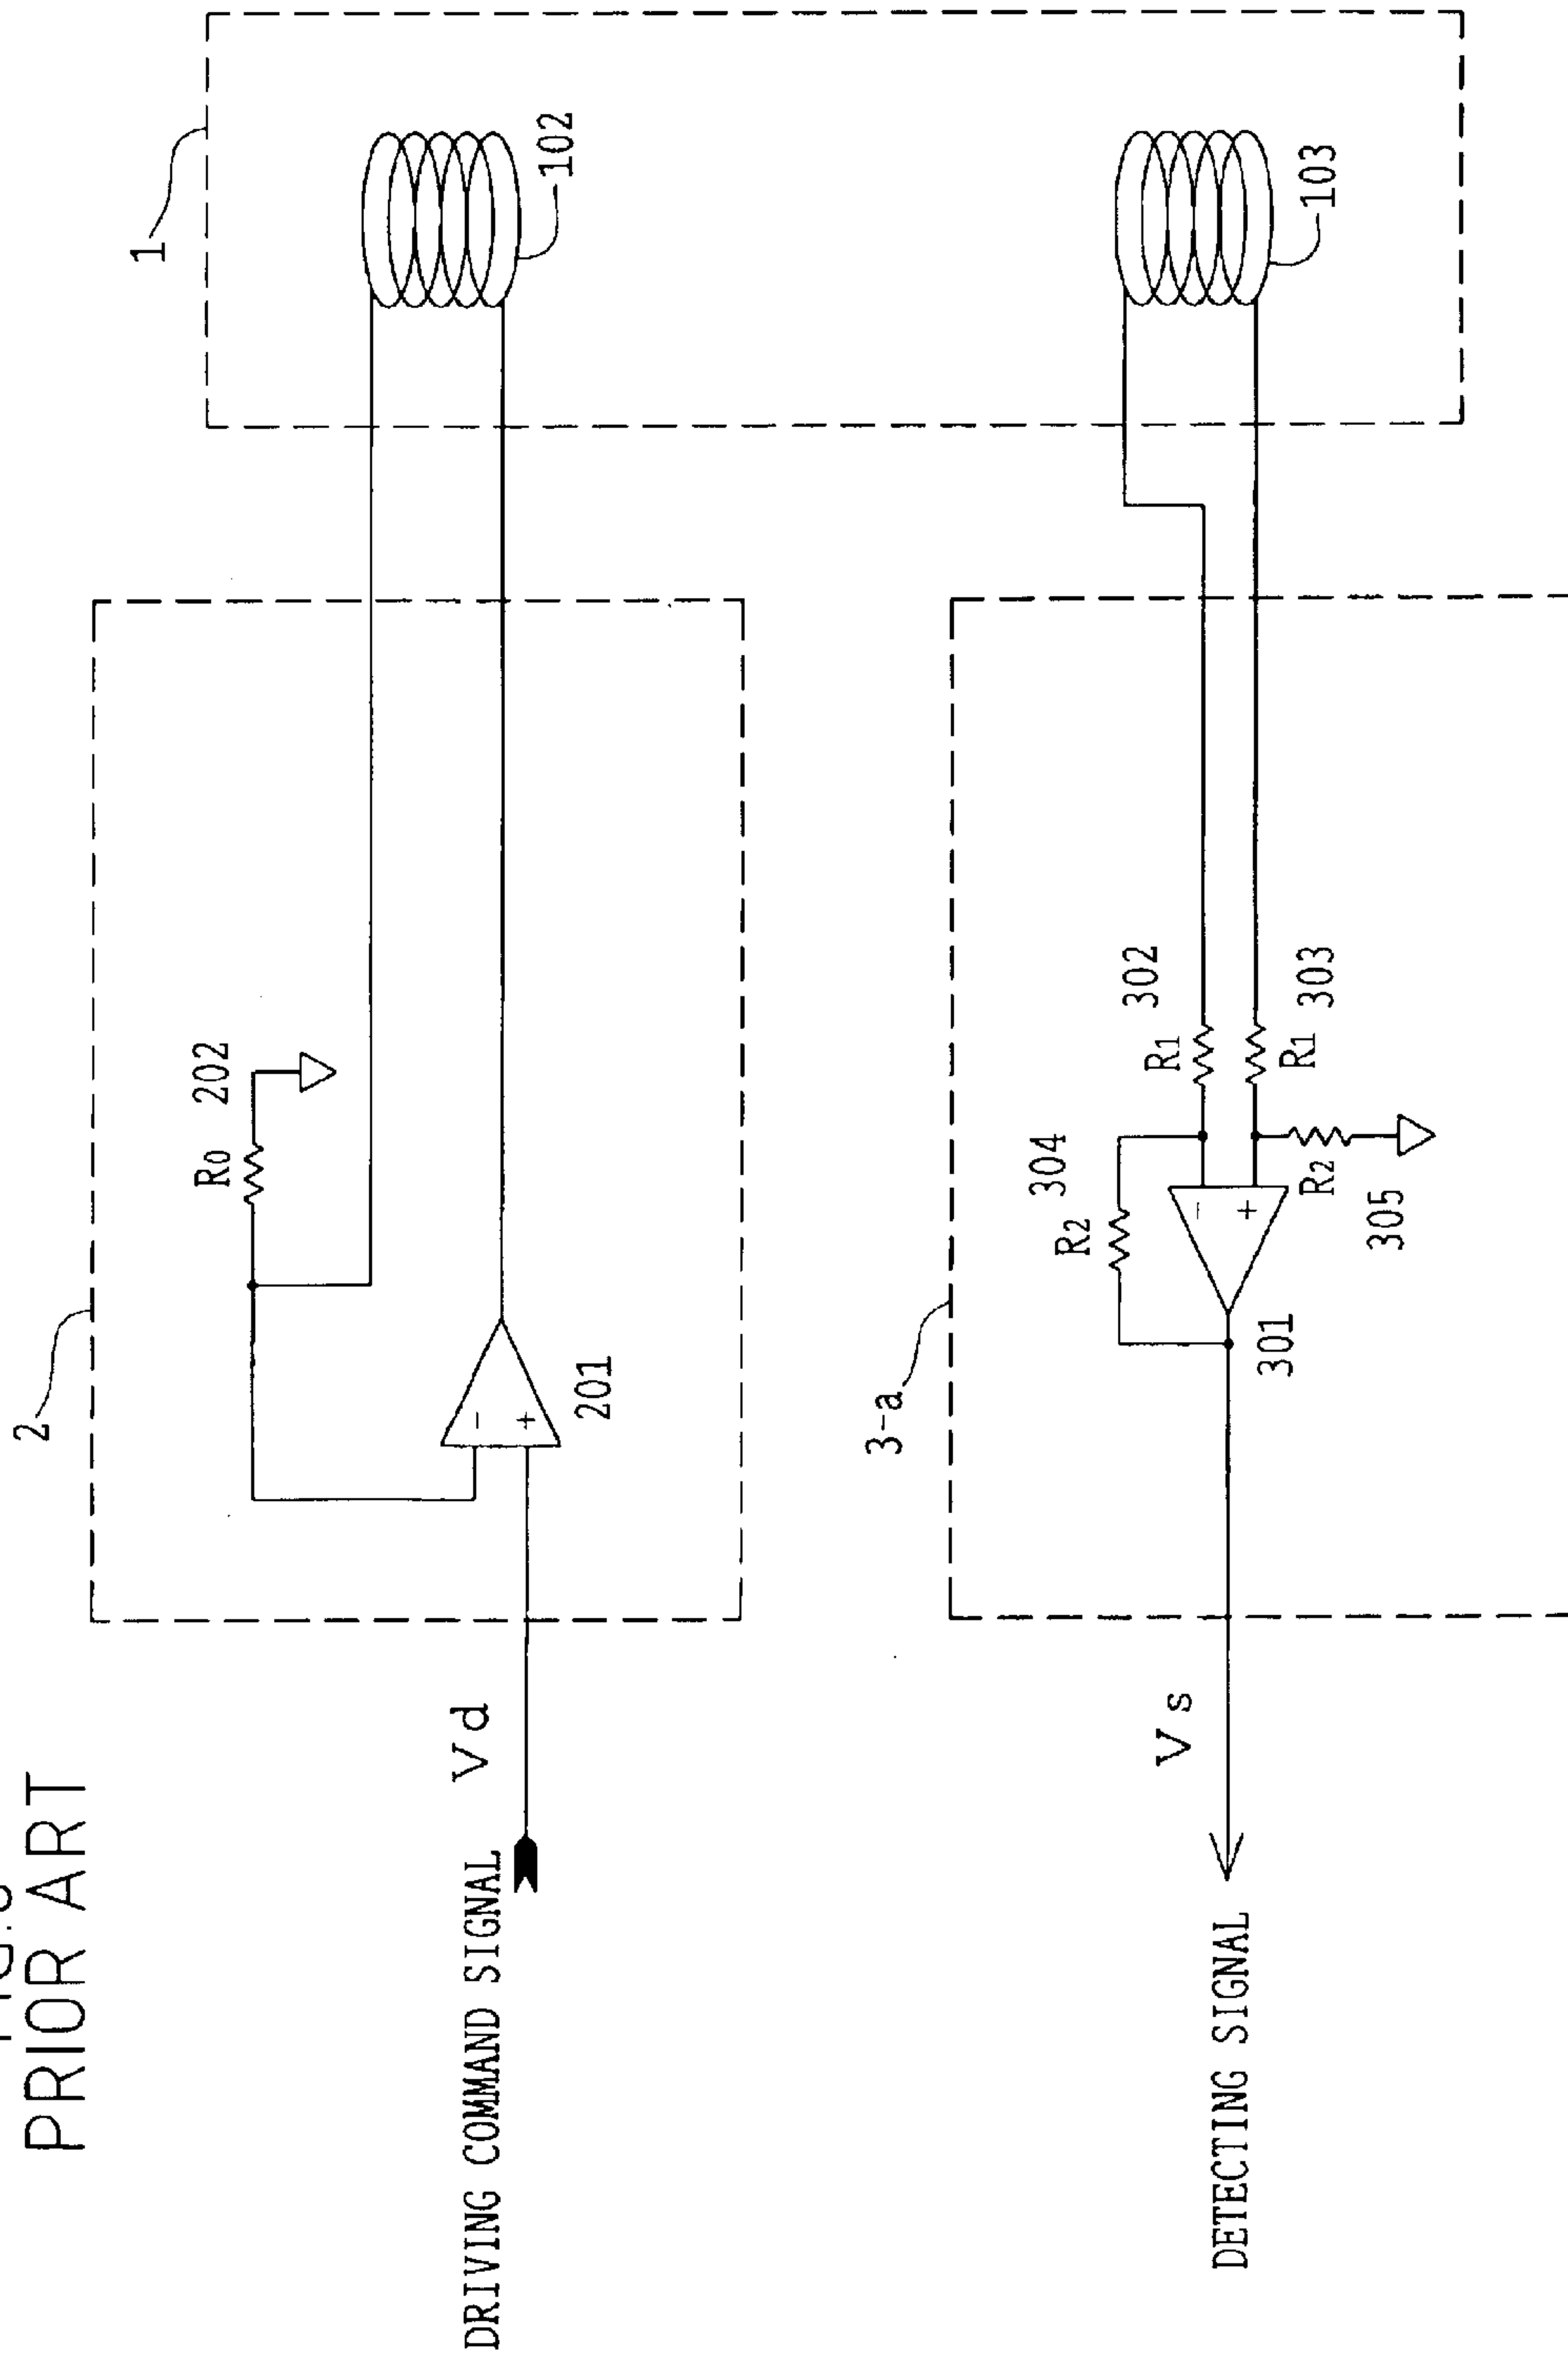 PRIOR ART
2
1
R0 202
102
201
Vd
DRIVING COMMAND SIGNAL
-
+
3-a
304
R2
302
R1
R1
303
R2
305
-
+
301
103
Vs
DETECTING SIGNAL